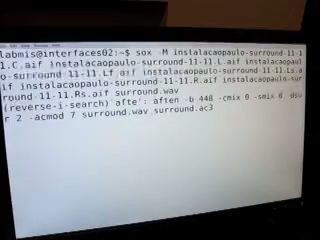 labmis@interfaces02:~$ sox -M instalacaopaulo-surround-11-1
1.C.aif instalacaopaulo-surround-11-11.L.aif instalacaopaul
o-surround-11-11.Lf.aif instalacaopaulo-surround-11-11.Ls.a
if instalacaopaulo-surround-11-11.R.aif instalacaopaulo-sur
round-11-11.Rs.aif surround.wav
(reverse-i-search)`afte': aften -b 448 -cmix 0 -smix 0 -dsu
r 2 -acmod 7 surround.wav surround.ac3